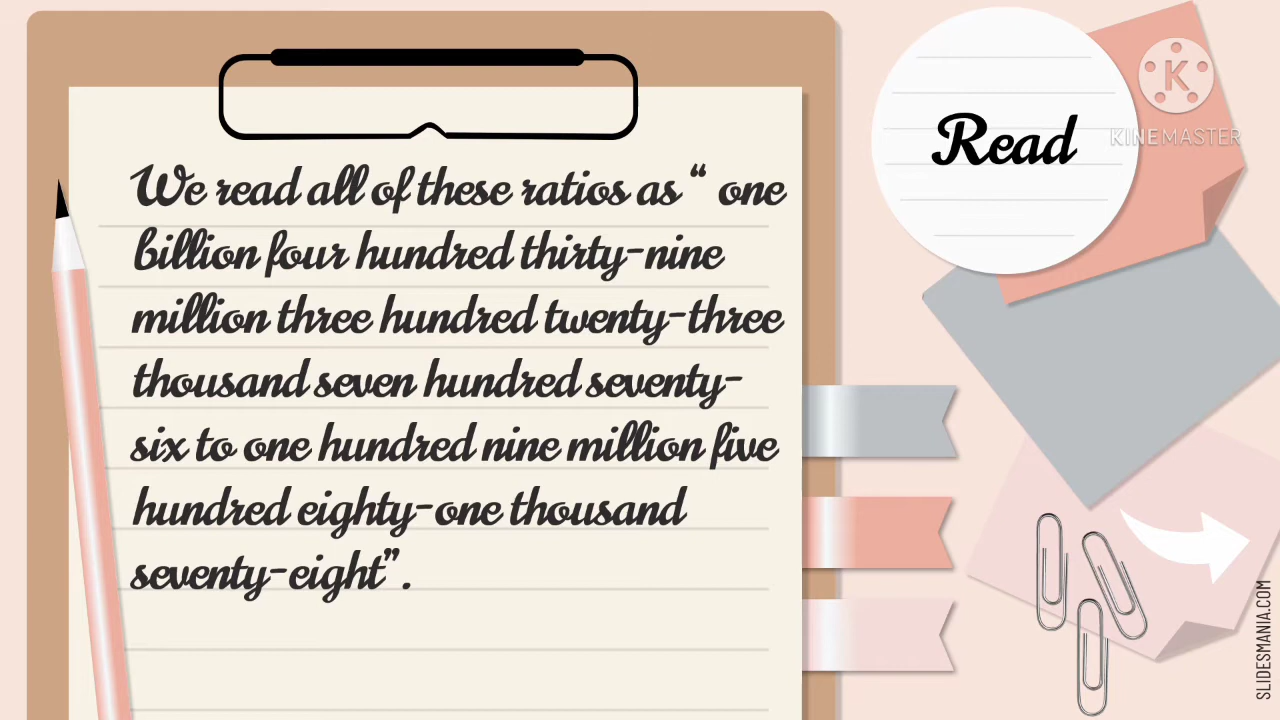 We read all of these ratios as “ one
billion four hundred thirty-nine
million three hundred twenty-three
thousand seven hundred seventy-
six to one hundred nine million five
hundred eighty-one thousand
seventy-eight”.
Read
K
KINEMASTER
SLIDESMANIA.COM